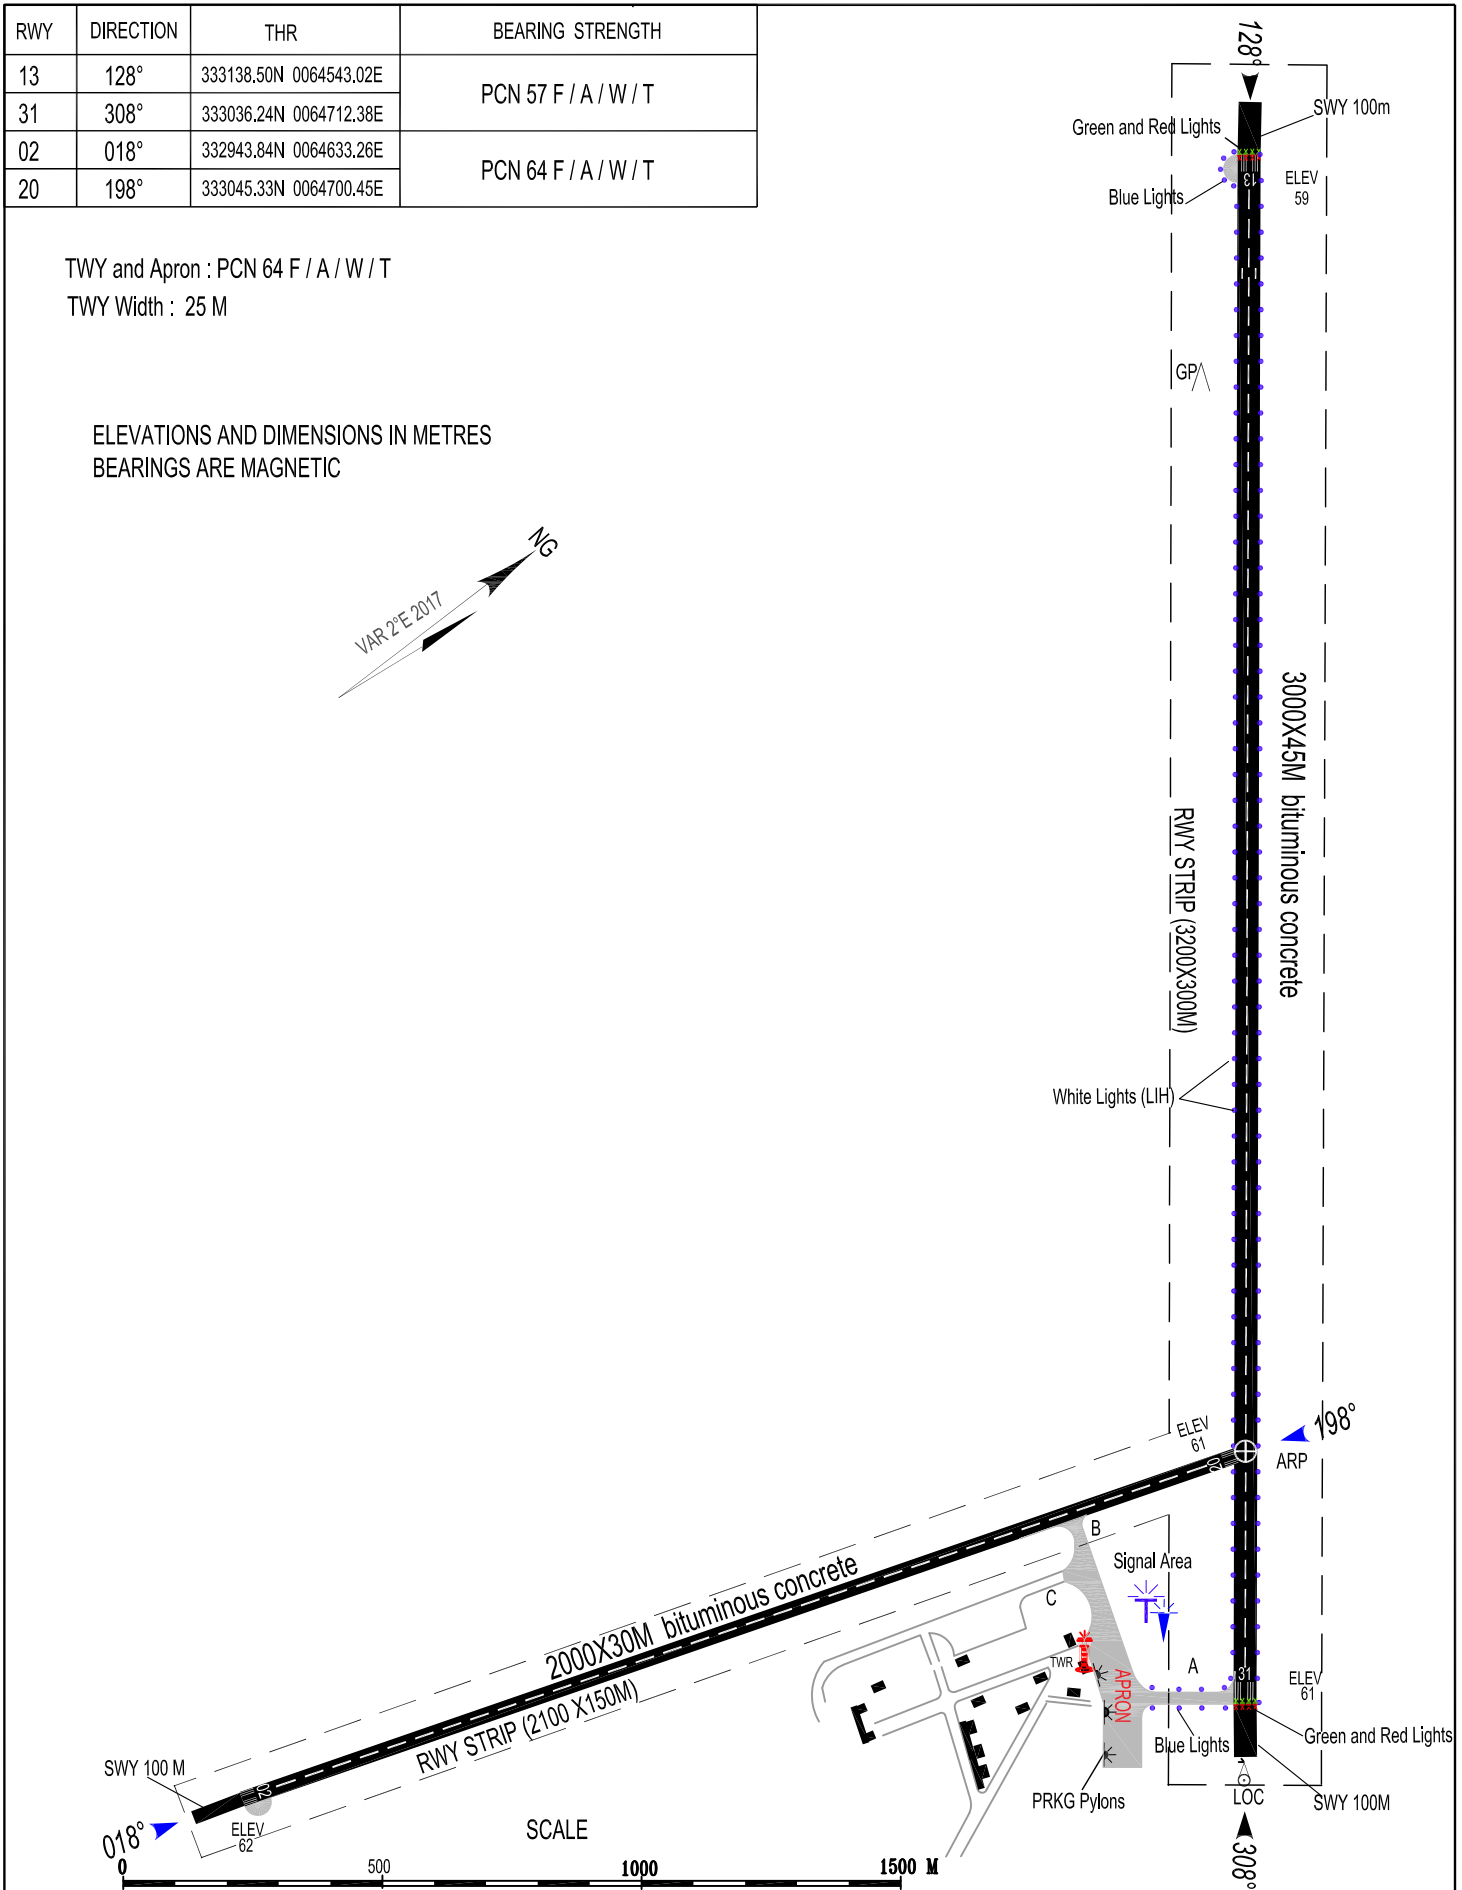 RWY DIRECTION THR BEARING STRENGTH
13 128° 333138.50N 0064543.02E PCN 57 F / A / W / T
31 308° 333036.24N 0064712.38E
02 018° 332943.84N 0064633.26E PCN 64 F / A / W / T
20 198° 333045.33N 0064700.45E
TWY and Apron : PCN 64 F / A / W / T
TWY Width : 25 M
ELEVATIONS AND DIMENSIONS IN METRES
BEARINGS ARE MAGNETIC
NG
VAR 2°E 2017
128°
SWY 100m
Green and Red Lights
13
ELEV
59
Blue Lights
GP
3000X45M bituminous concrete
RWY STRIP (3200X300M)
White Lights (LIH)
198°
ELEV
61
20
ARP
B
Signal Area
T
C
2000X30M bituminous concrete
RWY STRIP (2100 X150M)
TWR
APRON
A
31
ELEV
61
Green and Red Lights
Blue Lights
SWY 100 M
02
PRKG Pylons
LOC
SWY 100M
018°
ELEV
62
SCALE
308°
0 500 1000 1500 M